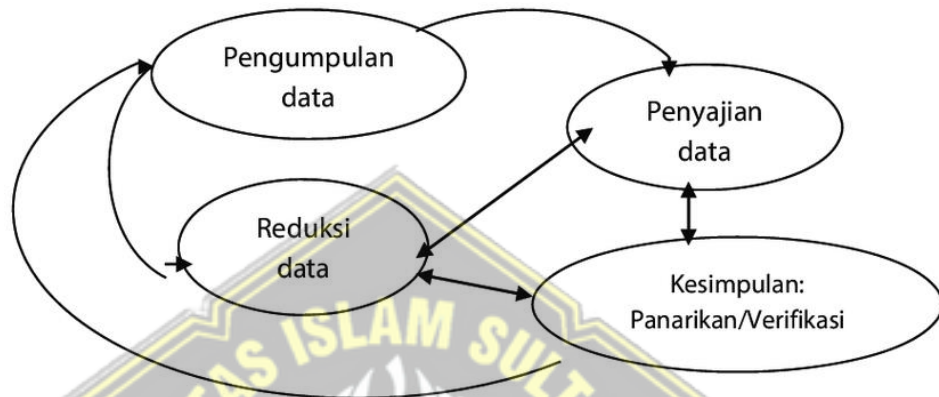 Pengumpulan
data
Penyajian
data
Reduksi
data
Kesimpulan:
Panarikan/Verifikasi
ISLAM